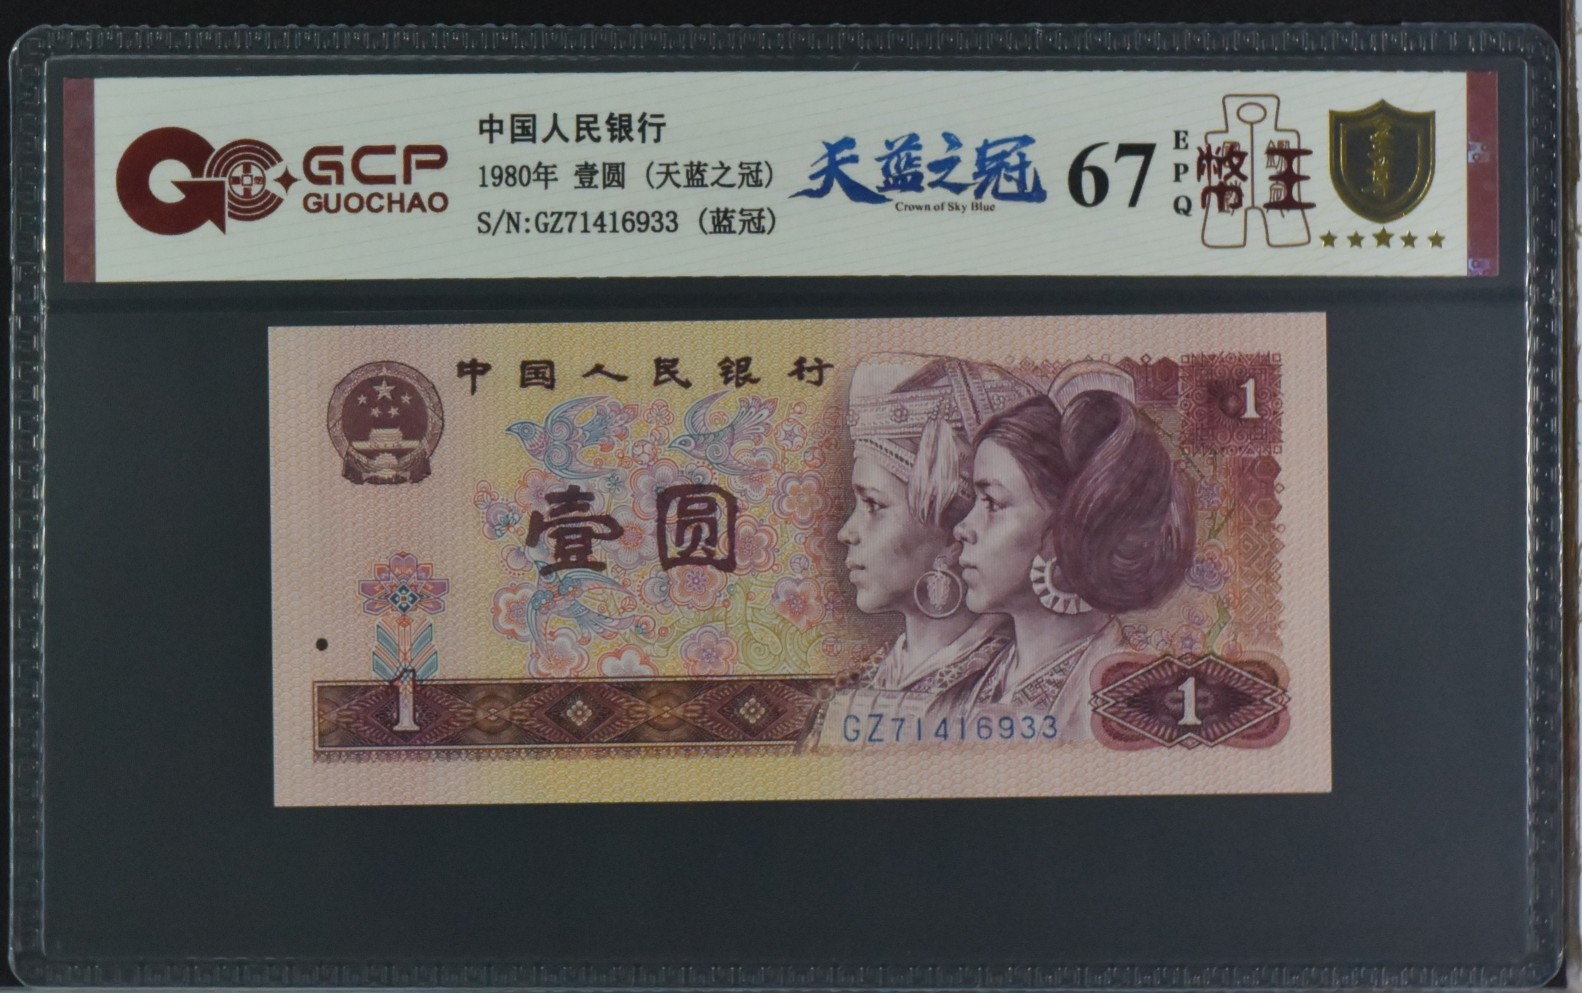 GCP
GUOCHAO
中国人民银行
1980年 壹圆 (天蓝之冠)
S/N:GZ71416933 (蓝冠)
天蓝之冠
Crown of Sky Blue
67
EPQ
幣王
中国人民银行
1
壹圆
1
1
GZ71416933